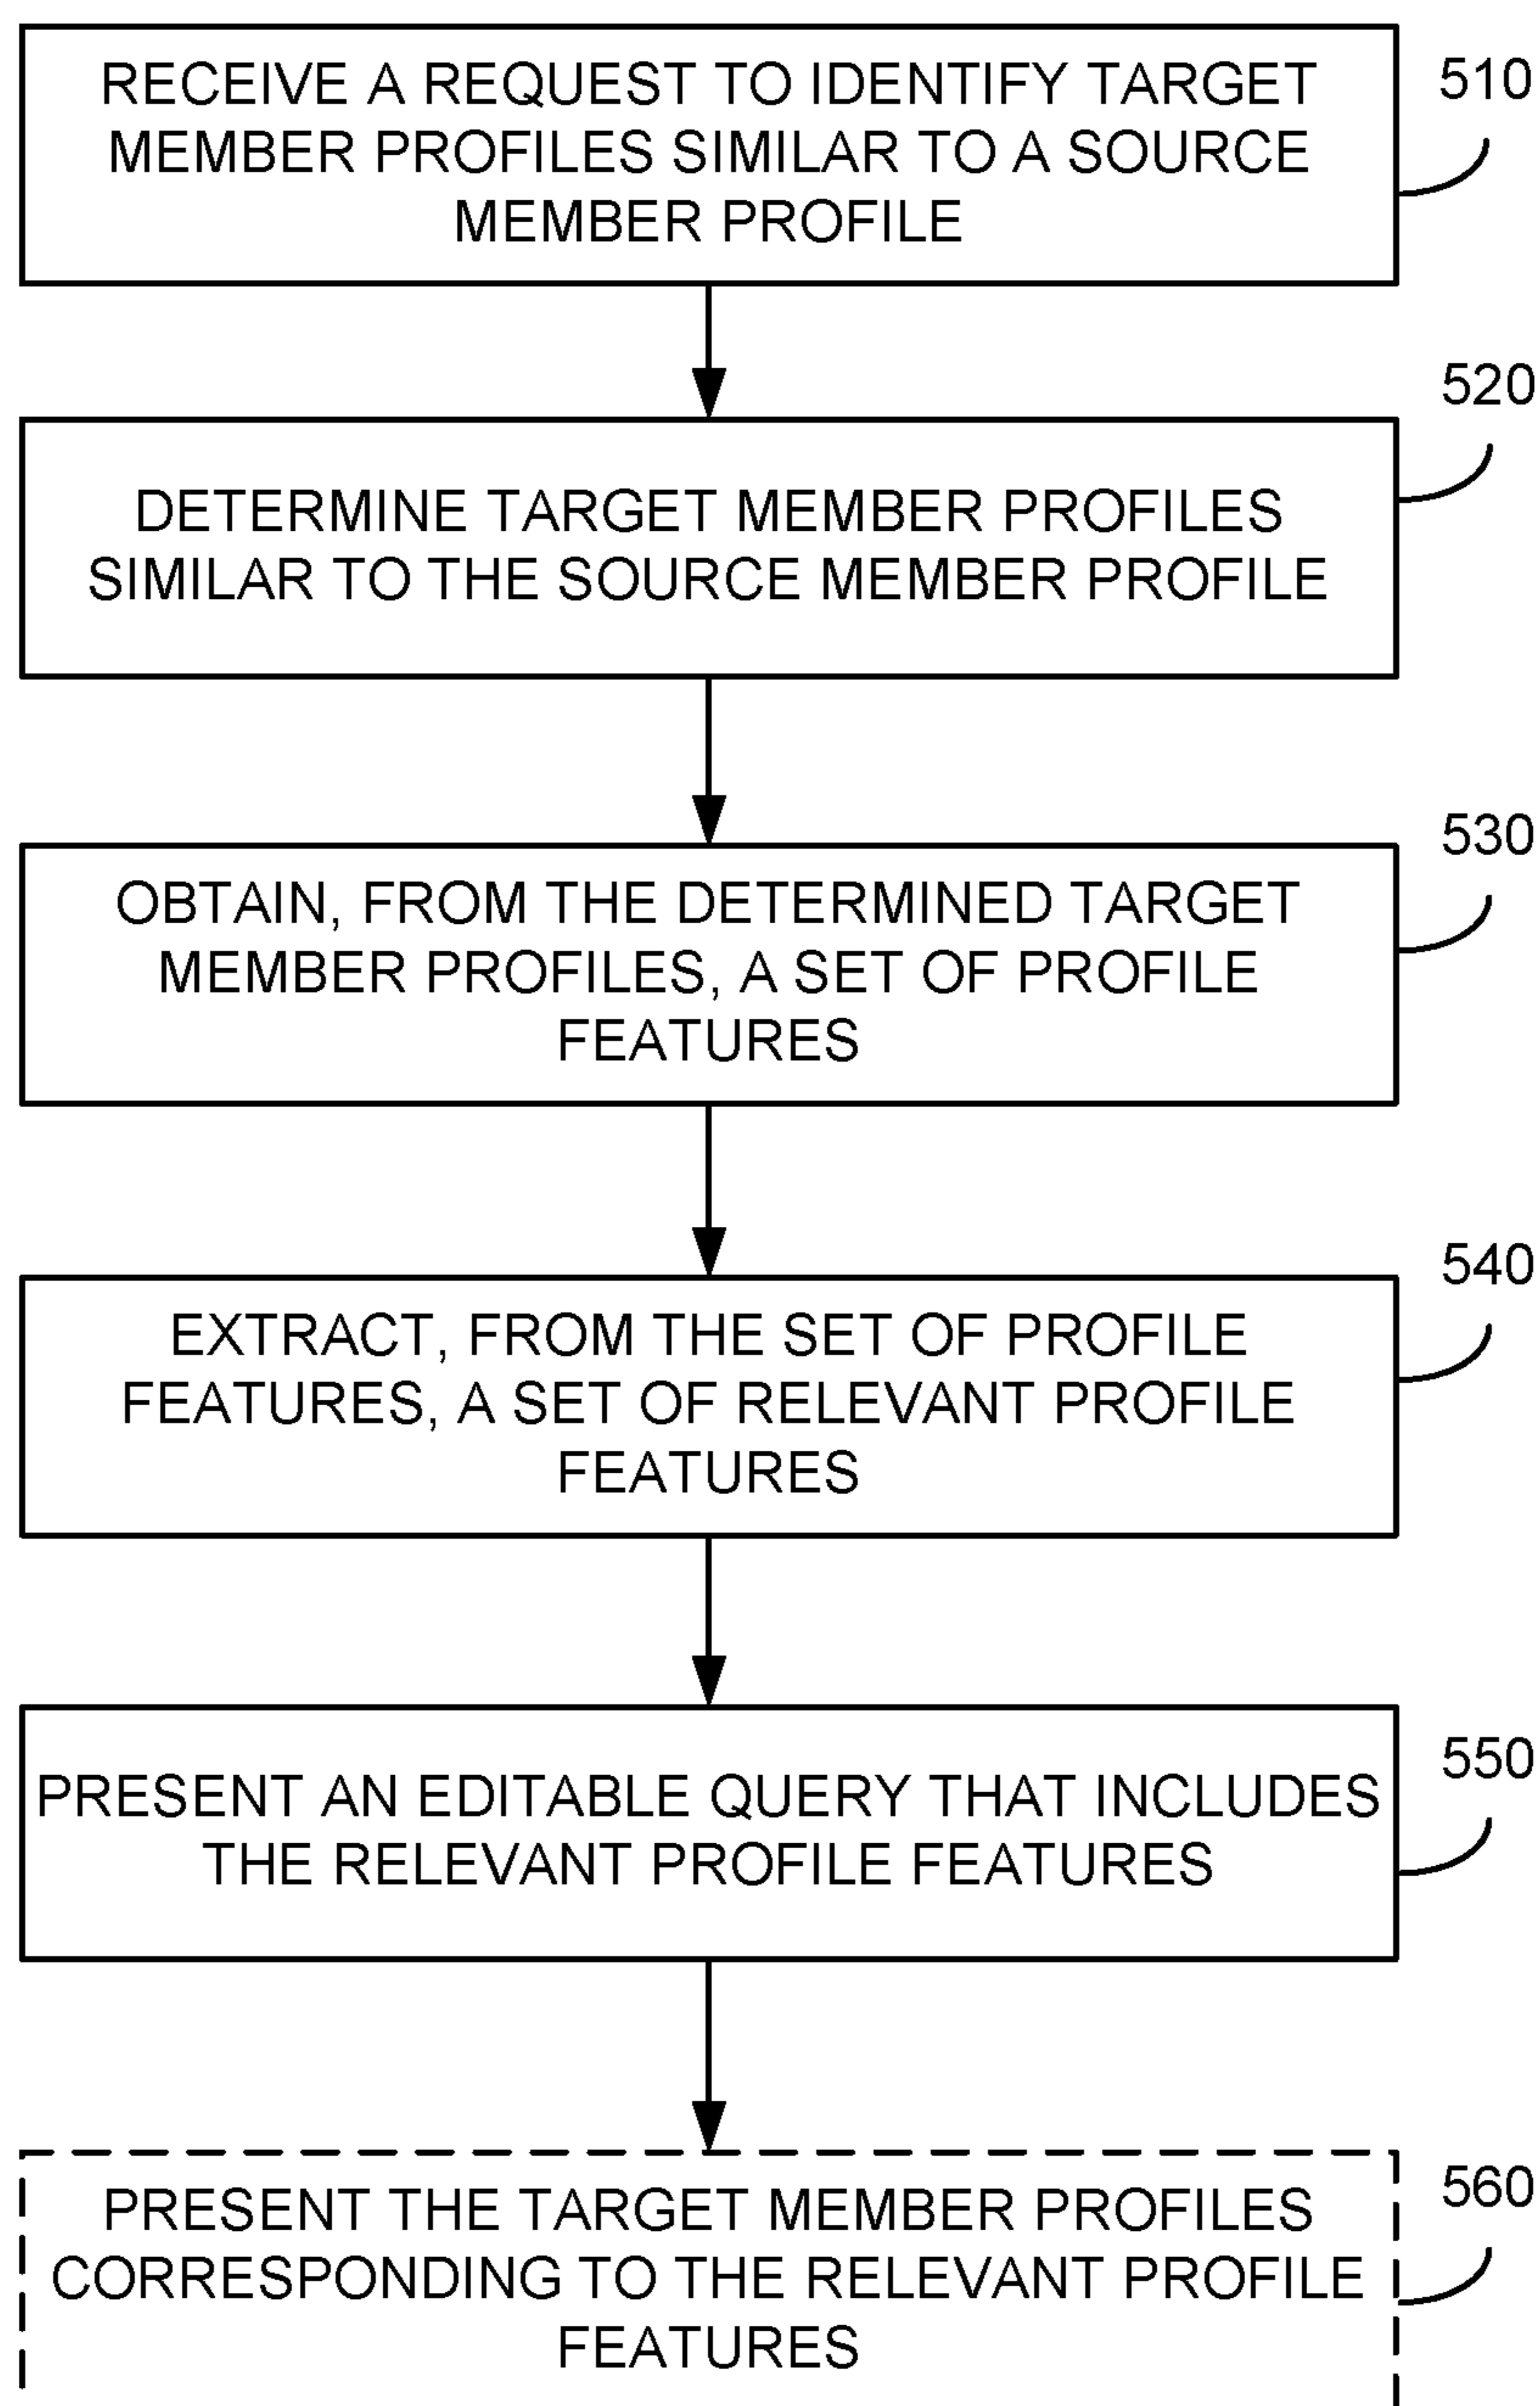 RECEIVE A REQUEST TO IDENTIFY TARGET
MEMBER PROFILES SIMILAR TO A SOURCE
MEMBER PROFILE
510
DETERMINE TARGET MEMBER PROFILES
SIMILAR TO THE SOURCE MEMBER PROFILE
520
OBTAIN, FROM THE DETERMINED TARGET
MEMBER PROFILES, A SET OF PROFILE
FEATURES
530
EXTRACT, FROM THE SET OF PROFILE
FEATURES, A SET OF RELEVANT PROFILE
FEATURES
540
PRESENT AN EDITABLE QUERY THAT INCLUDES
THE RELEVANT PROFILE FEATURES
550
PRESENT THE TARGET MEMBER PROFILES
CORRESPONDING TO THE RELEVANT PROFILE
FEATURES
560